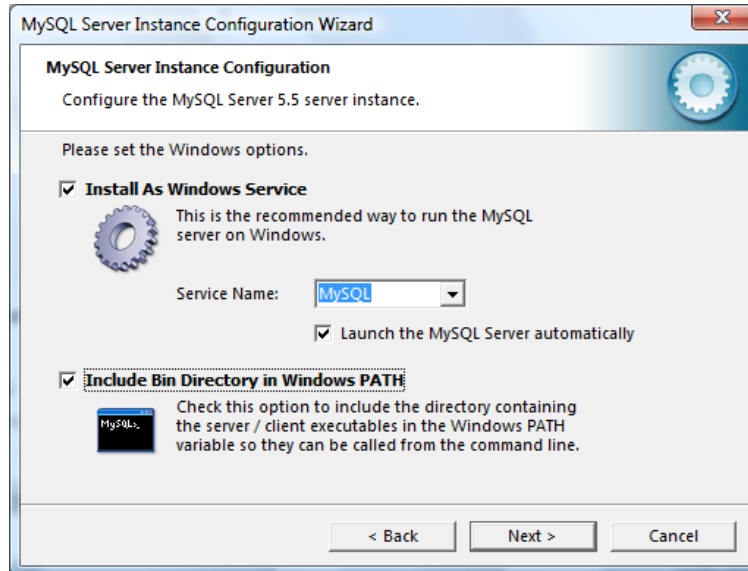 MySQL Server Instance Configuration Wizard
MySQL Server Instance Configuration
Configure the MySQL Server 5.5 server instance.
Please set the Windows options.
Install As Windows Service
This is the recommended way to run the MySQL
server on Windows.
Service Name: MySQL
Launch the MySQL Server automatically
Include Bin Directory in Windows PATH
MySQL>_
Check this option to include the directory containing
the server / client executables in the Windows PATH
variable so they can be called from the command line.
< Back Next > Cancel